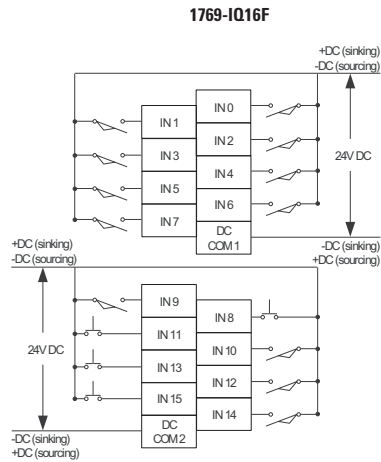 1769-IQ16F
+DC (sinking)
-DC (sourcing)
IN 0
IN 1
IN 2
IN 3
IN 4
IN 5
IN 6
IN 7
DC
COM 1
24V DC
-DC (sinking)
+DC (sourcing)
+DC (sinking)
-DC (sourcing)
IN 9
IN 8
IN 11
IN 10
24V DC
IN 13
IN 12
IN 15
IN 14
DC
COM 2
-DC (sinking)
+DC (sourcing)